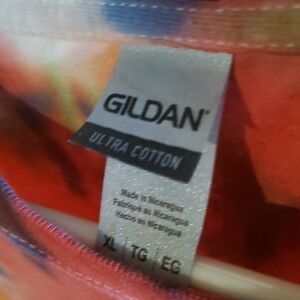 GILDAN
ULTRA COTTON
Made in Nicaragua
Fabriqué au Nicaragua
Hecho en Nicaragua
XL / TG / EG